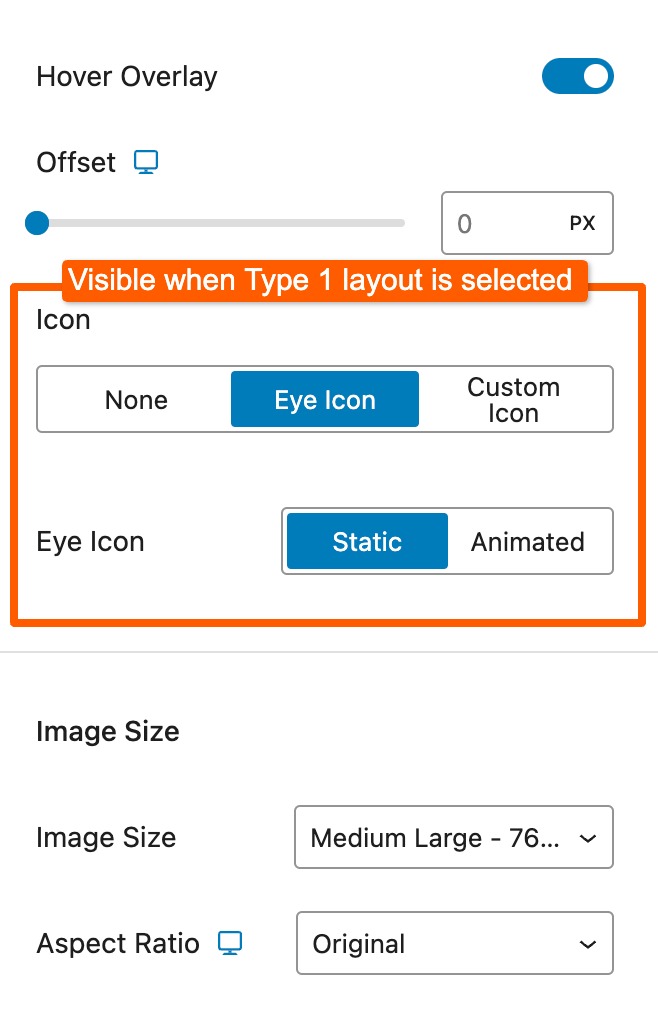 Hover Overlay
Offset
0 PX
Visible when Type 1 layout is selected
Icon
None Eye Icon Custom
Icon
Eye Icon Static Animated
Image Size
Image Size Medium Large - 76...
Aspect Ratio Original